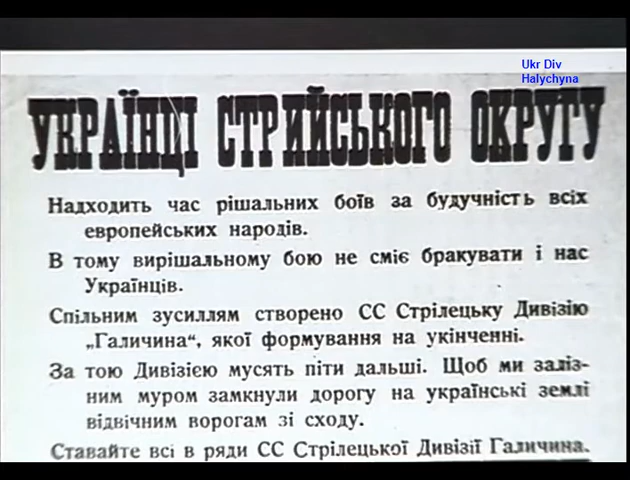 Ukr Div
Halychyna
УКРАЇНЦІ СТРИЙСЬКОГО ОКРУГУ
Надходить час рішальних боїв за будучність всіх
европейських народів.
В тому вирішальному бою не сміє бракувати і нас
Українців.
Спільним зусиллям створено СС Стрілецьку Дивізію
„Галичина“, якої формування на укінченні.
За тою Дивізією мусять піти дальші. Щоб ми заліз-
ним муром замкнули дорогу на українські землі
відвічним ворогам зі сходу.
Ставайте всі в ряди СС Стрілецької Дивізії Галичина.